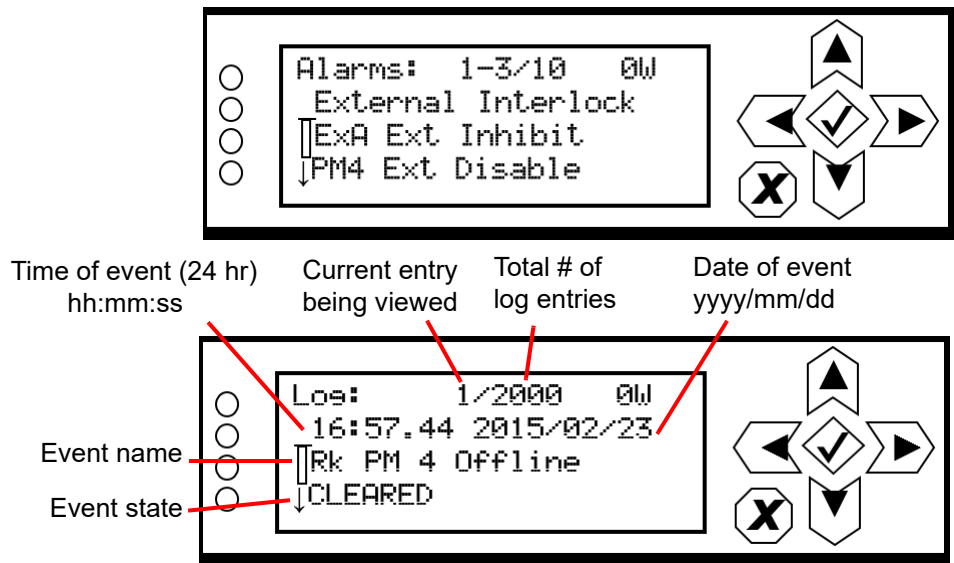 Alarms: 1-3/10 0W
External Interlock
ExA Ext Inhibit
↓PM4 Ext Disable
X
Time of event (24 hr)
hh:mm:ss
Current entry
being viewed
Total # of
log entries
Date of event
yyyy/mm/dd
Log: 1/2000 0W
16:57.44 2015/02/23
Event name
Rk PM 4 Offline
Event state
↓CLEARED
X